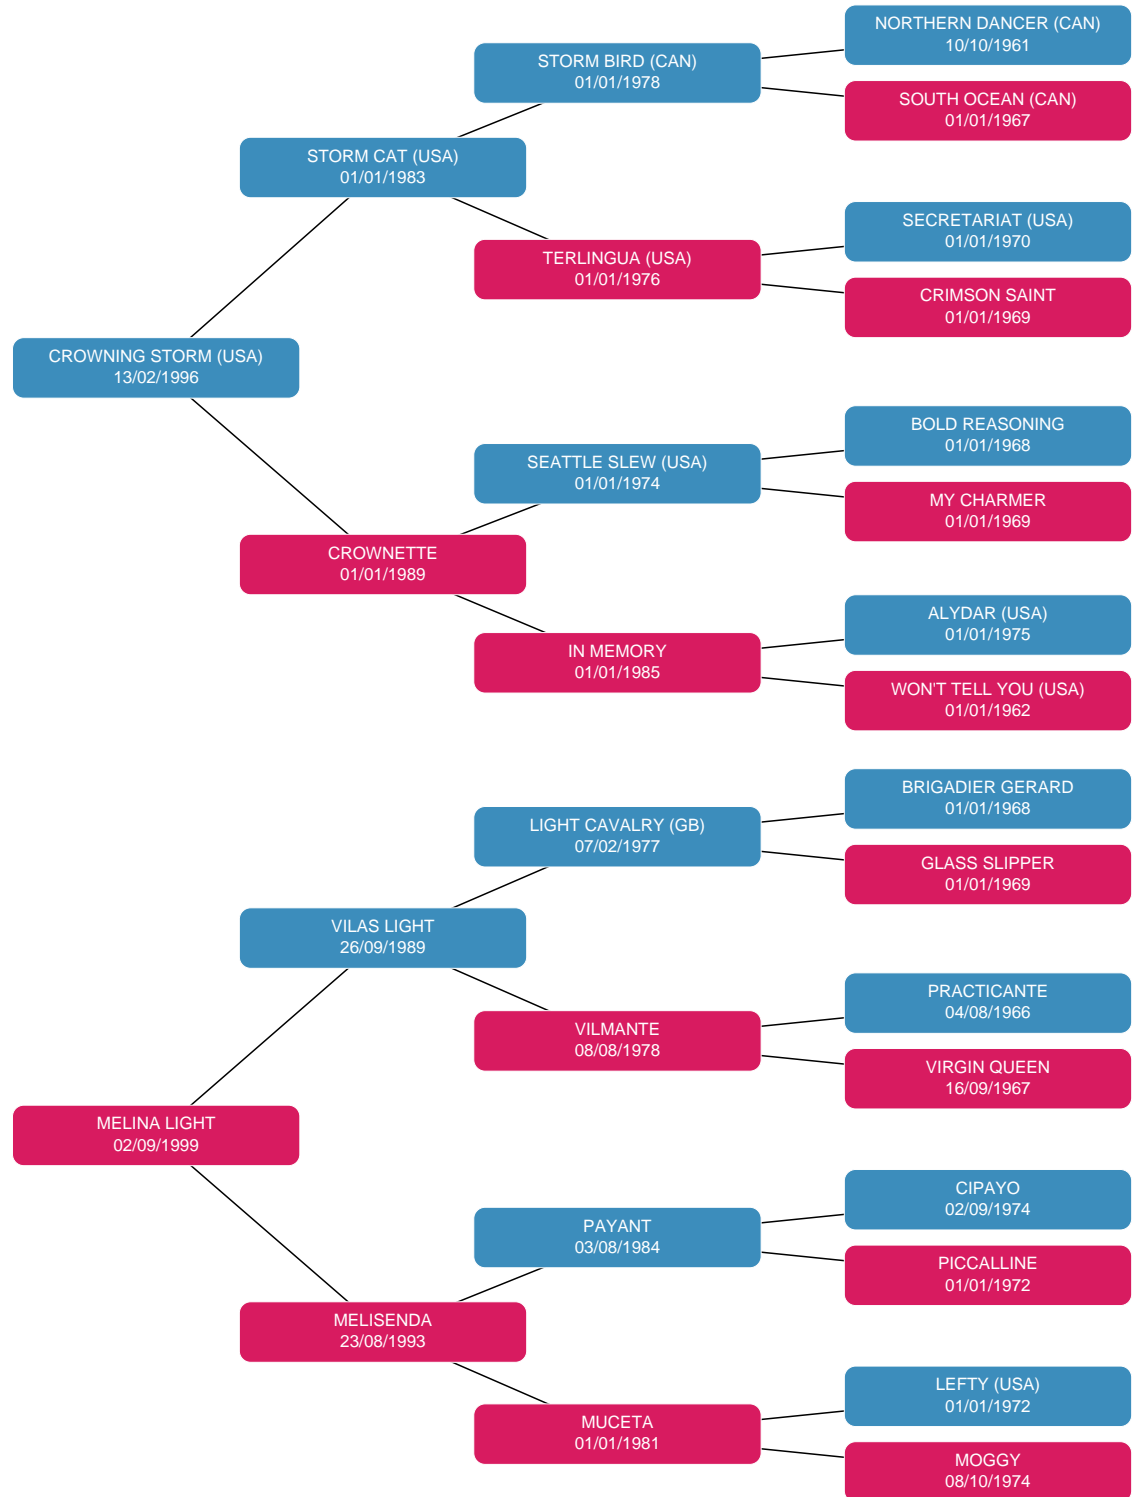 NORTHERN DANCER (CAN)
10/10/1961
STORM BIRD (CAN)
01/01/1978
SOUTH OCEAN (CAN)
01/01/1967
STORM CAT (USA)
01/01/1983
SECRETARIAT (USA)
01/01/1970
TERLINGUA (USA)
01/01/1976
CRIMSON SAINT
01/01/1969
CROWNING STORM (USA)
13/02/1996
BOLD REASONING
01/01/1968
SEATTLE SLEW (USA)
01/01/1974
MY CHARMER
01/01/1969
CROWNETTE
01/01/1989
ALYDAR (USA)
01/01/1975
IN MEMORY
01/01/1985
WON'T TELL YOU (USA)
01/01/1962
BRIGADIER GERARD
01/01/1968
LIGHT CAVALRY (GB)
07/02/1977
GLASS SLIPPER
01/01/1969
VILAS LIGHT
26/09/1989
PRACTICANTE
04/08/1966
VILMANTE
08/08/1978
VIRGIN QUEEN
16/09/1967
MELINA LIGHT
02/09/1999
CIPAYO
02/09/1974
PAYANT
03/08/1984
PICCALLINE
01/01/1972
MELISENDA
23/08/1993
LEFTY (USA)
01/01/1972
MUCETA
01/01/1981
MOGGY
08/10/1974